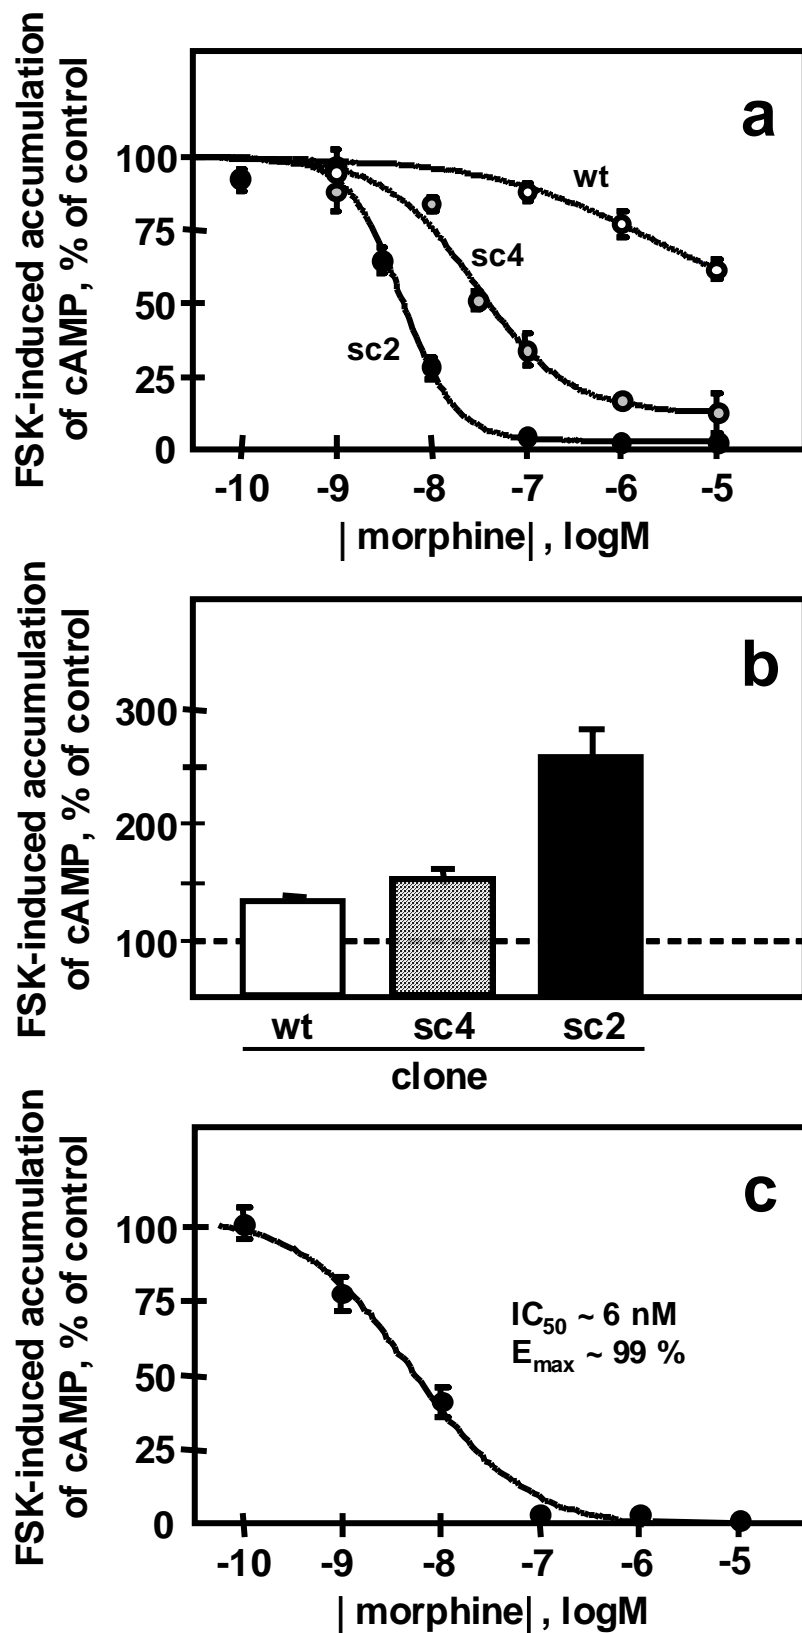 FSK-induced accumulation
of cAMP, % of control
a
100
75
50
25
0
wt
sc4
sc2
-10 -9 -8 -7 -6 -5
|morphine|, logM
FSK-induced accumulation
of cAMP, % of control
b
300
200
100
wt sc4 sc2
clone
FSK-induced accumulation
of cAMP, % of control
c
100
75
50
25
0
IC50 ~ 6 nM
Emax ~ 99 %
-10 -9 -8 -7 -6 -5
|morphine|, logM